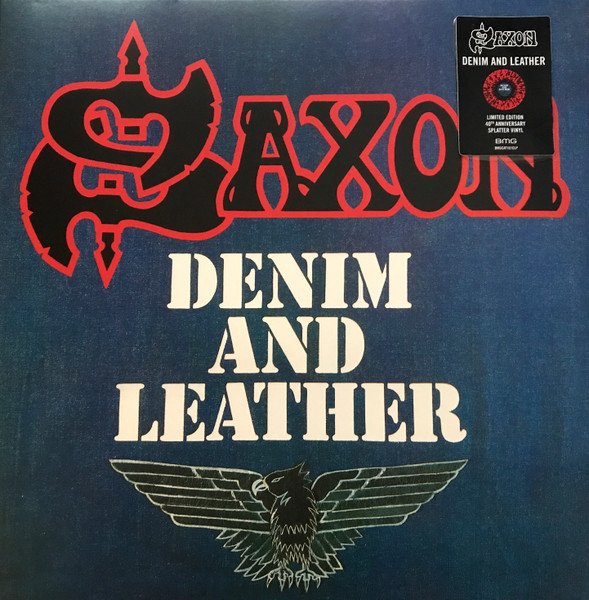 SAXON
DENIM
AND
LEATHER
SAXON
DENIM AND LEATHER
LIMITED EDITION
40TH ANNIVERSARY
SPLATTER VINYL
BMG